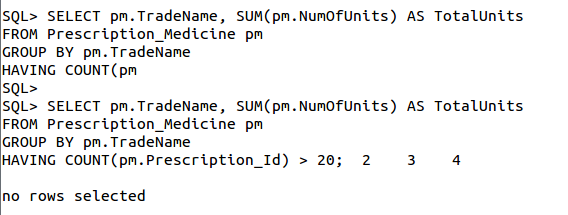 SQL> SELECT pm.TradeName, SUM(pm.NumOfUnits) AS TotalUnits
FROM Prescription_Medicine pm
GROUP BY pm.TradeName
HAVING COUNT(pm
SQL>
SQL> SELECT pm.TradeName, SUM(pm.NumOfUnits) AS TotalUnits
FROM Prescription_Medicine pm
GROUP BY pm.TradeName
HAVING COUNT(pm.Prescription_Id) > 20;  2    3    4
no rows selected